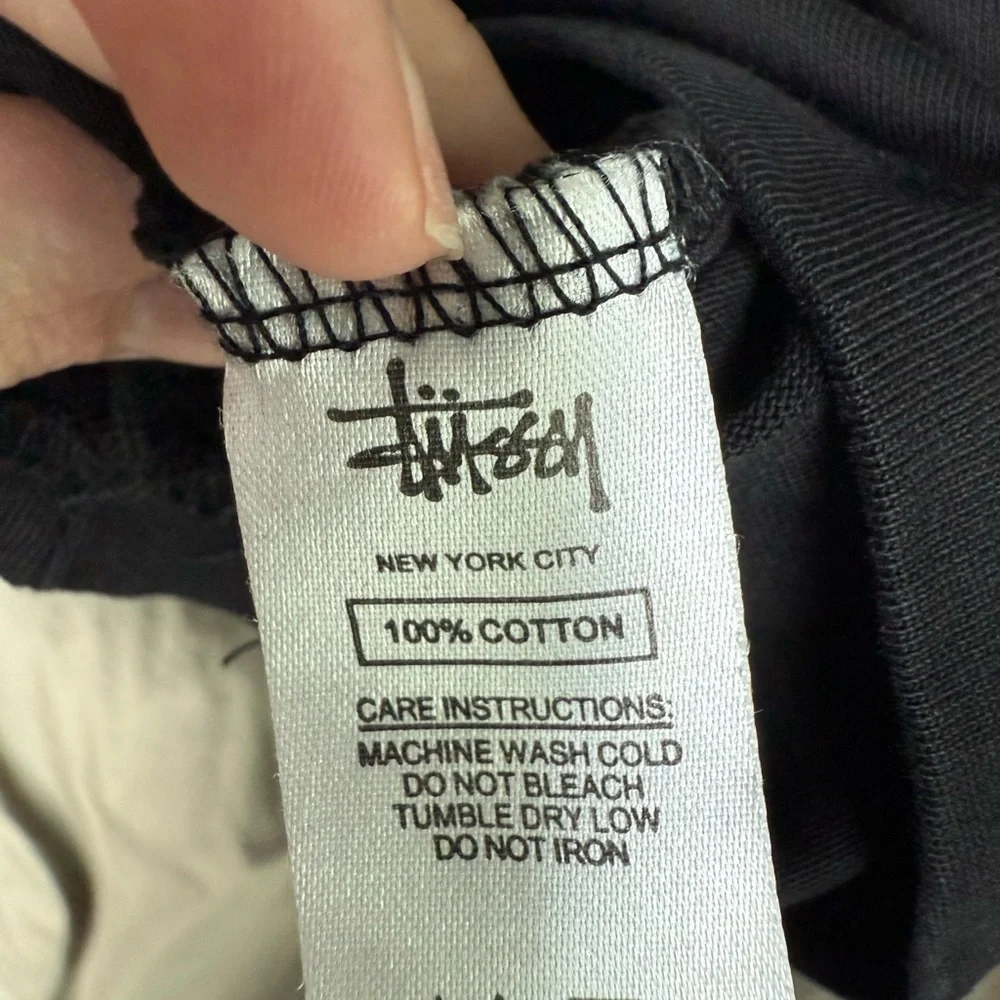 Stüssy
NEW YORK CITY
100% COTTON
CARE INSTRUCTIONS:
MACHINE WASH COLD
DO NOT BLEACH
TUMBLE DRY LOW
DO NOT IRON